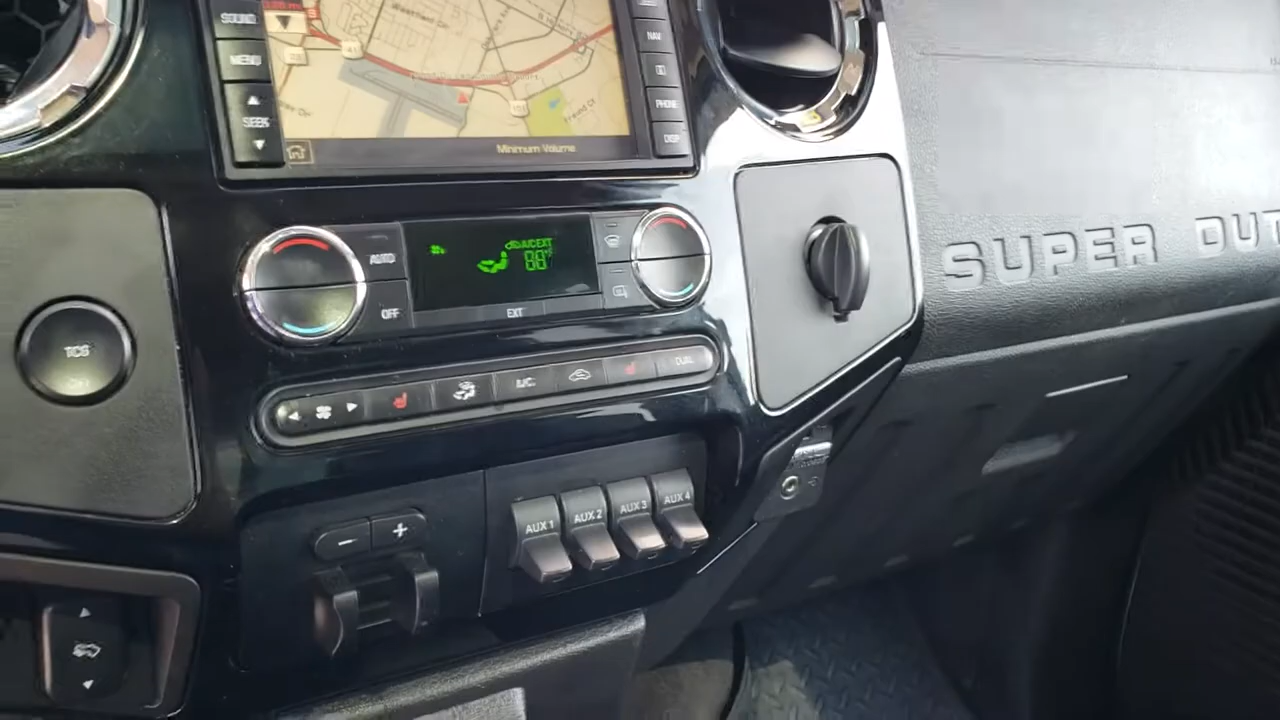 SOUND
MENU
SEEK
NAV
PHONE
DISP
Minimum Volume
AUTO
OFF
A/C EXT
88°F
EXT
TCS
ON
A/C
DUAL
SUPER DUT
AUX 1
AUX 2
AUX 3
AUX 4
- +